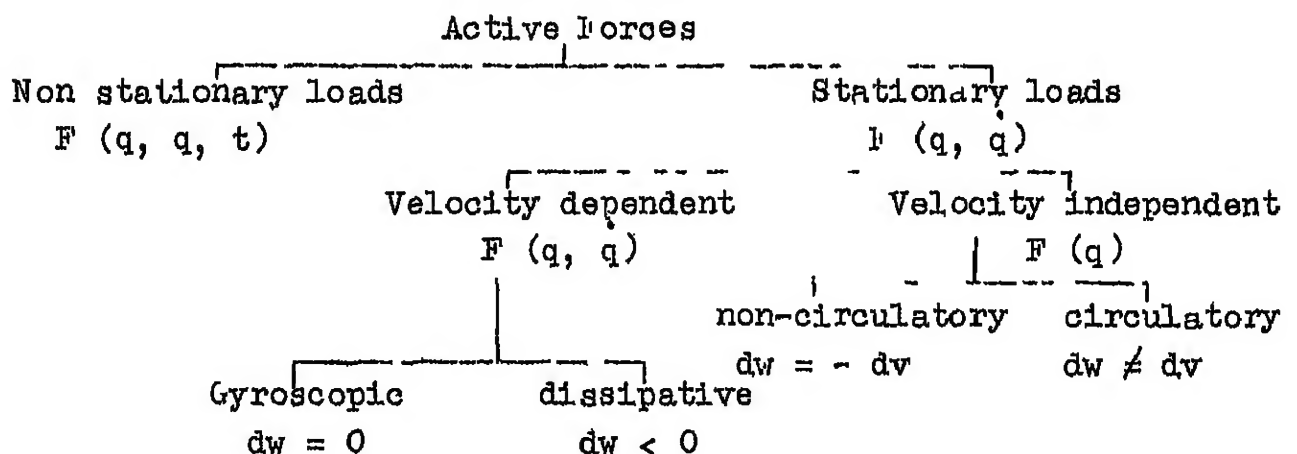 Active Forces
Non stationary loads Stationary loads
F (q, q, t) F (q, q̇)
Velocity dependent Velocity independent
F (q, q̇) F (q)
non-circulatory circulatory
dw = - dv dw ≠ dv
Gyroscopic dissipative
dw = 0 dw < 0